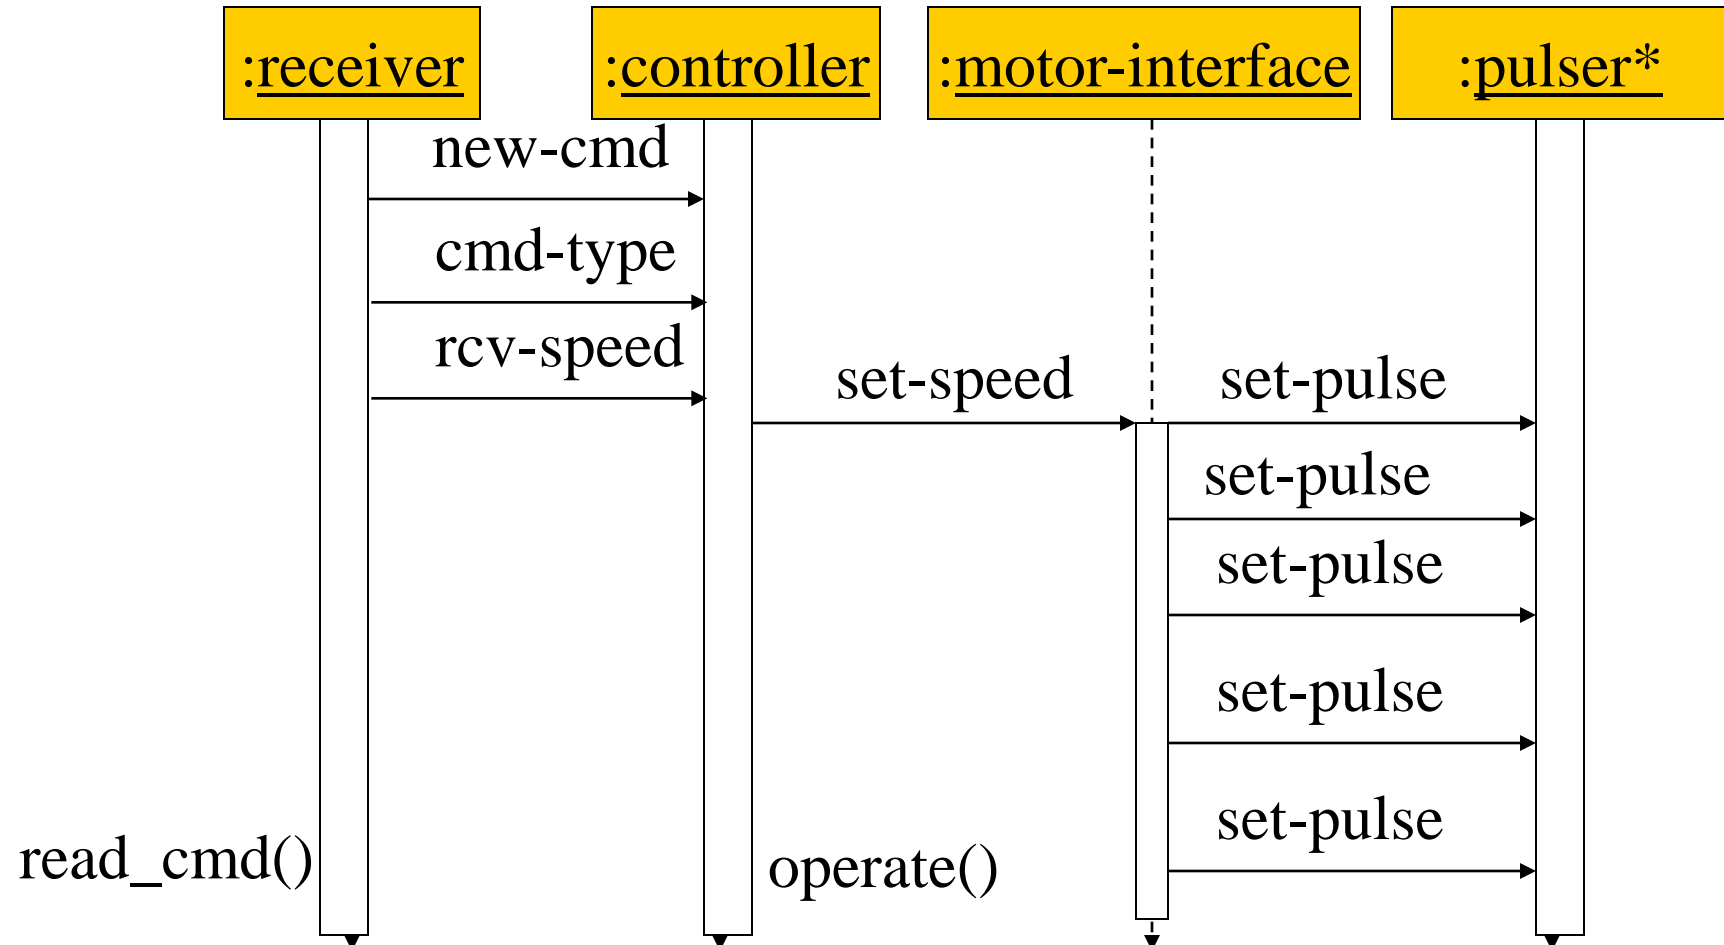 :receiver
:controller
:motor-interface
:pulser*
new-cmd
cmd-type
rcv-speed
set-speed
set-pulse
set-pulse
set-pulse
set-pulse
set-pulse
read_cmd()
operate()